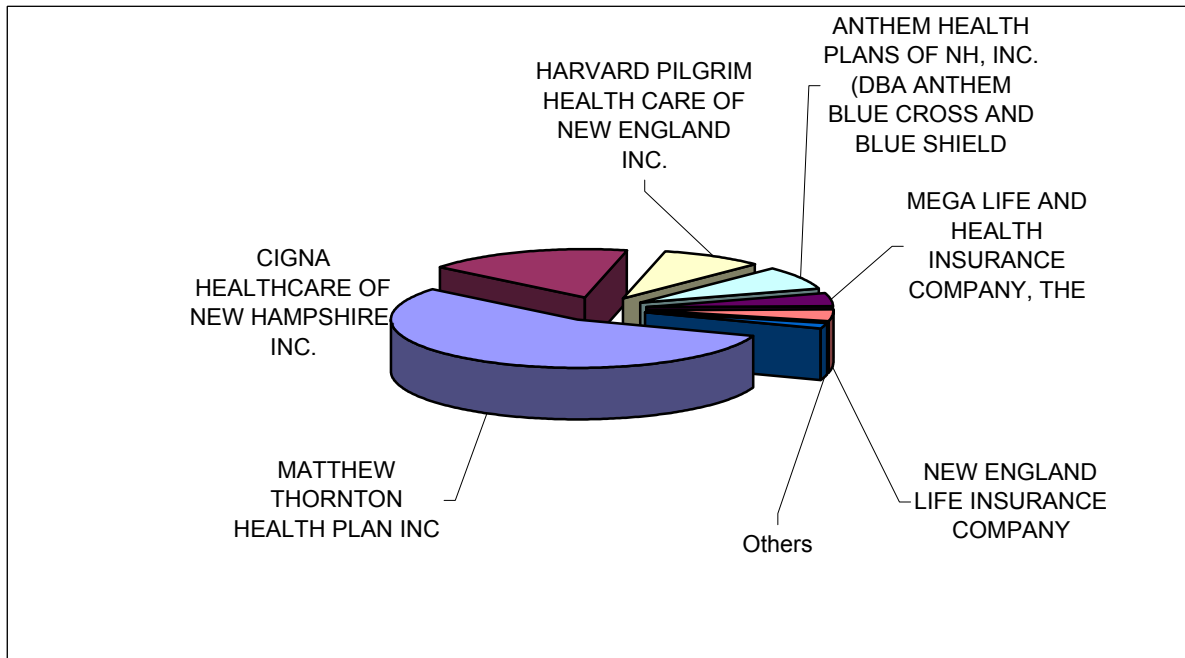 ANTHEM HEALTH
PLANS OF NH, INC.
(DBA ANTHEM
BLUE CROSS AND
BLUE SHIELD
HARVARD PILGRIM
HEALTH CARE OF
NEW ENGLAND
INC.
MEGA LIFE AND
HEALTH
INSURANCE
COMPANY, THE
CIGNA
HEALTHCARE OF
NEW HAMPSHIRE
INC.
MATTHEW
THORNTON
HEALTH PLAN INC
NEW ENGLAND
LIFE INSURANCE
COMPANY
Others